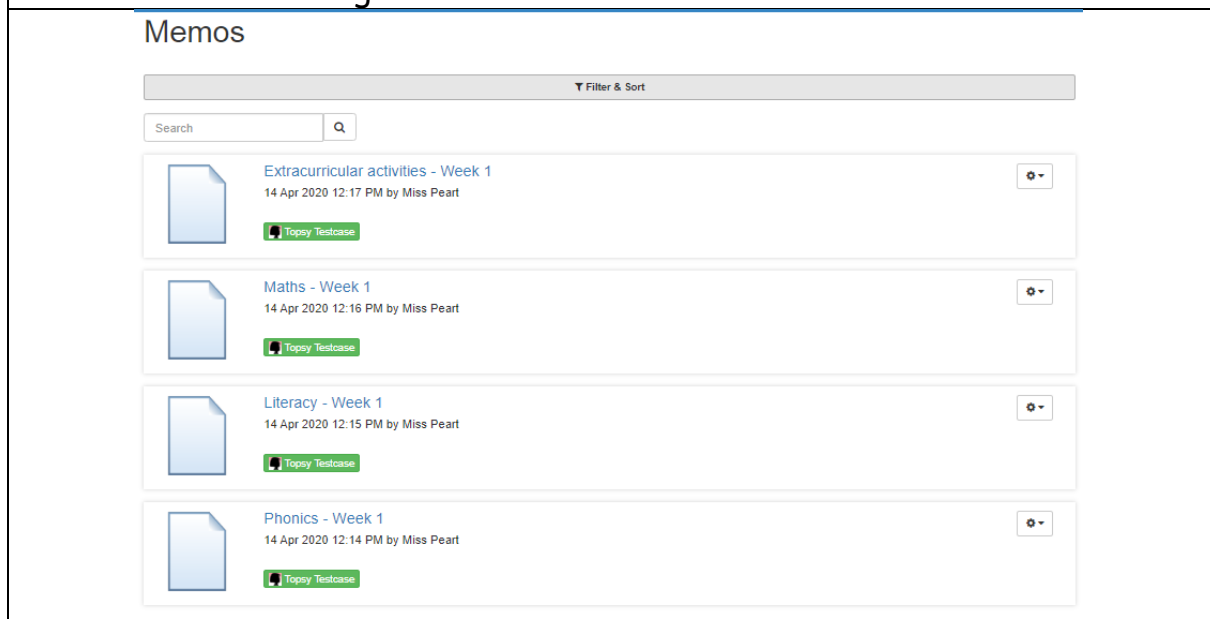 Memos
Filter & Sort
Search
Extracurricular activities - Week 1
14 Apr 2020 12:17 PM by Miss Peart
Topsy Testcase
Maths - Week 1
14 Apr 2020 12:16 PM by Miss Peart
Topsy Testcase
Literacy - Week 1
14 Apr 2020 12:15 PM by Miss Peart
Topsy Testcase
Phonics - Week 1
14 Apr 2020 12:14 PM by Miss Peart
Topsy Testcase